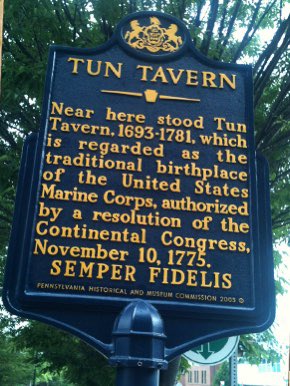 TUN TAVERN
Near here stood Tun
Tavern, 1693-1781, which
is regarded as the
traditional birthplace
of the United States
Marine Corps, authorized
by a resolution of the
Continental Congress,
November 10, 1775.
SEMPER FIDELIS
PENNSYLVANIA HISTORICAL AND MUSEUM COMMISSION 2003 ©